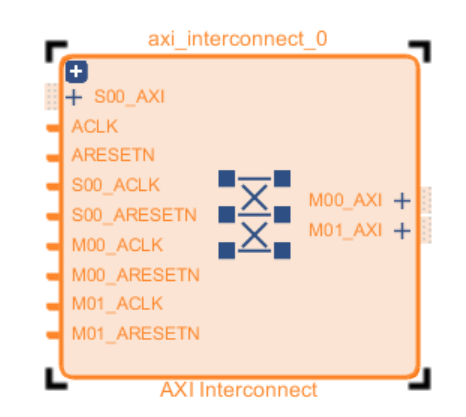 axi_interconnect_0
S00_AXI
ACLK
ARESETN
S00_ACLK
S00_ARESETN
M00_ACLK
M00_ARESETN
M01_ACLK
M01_ARESETN
M00_AXI
M01_AXI
AXI Interconnect